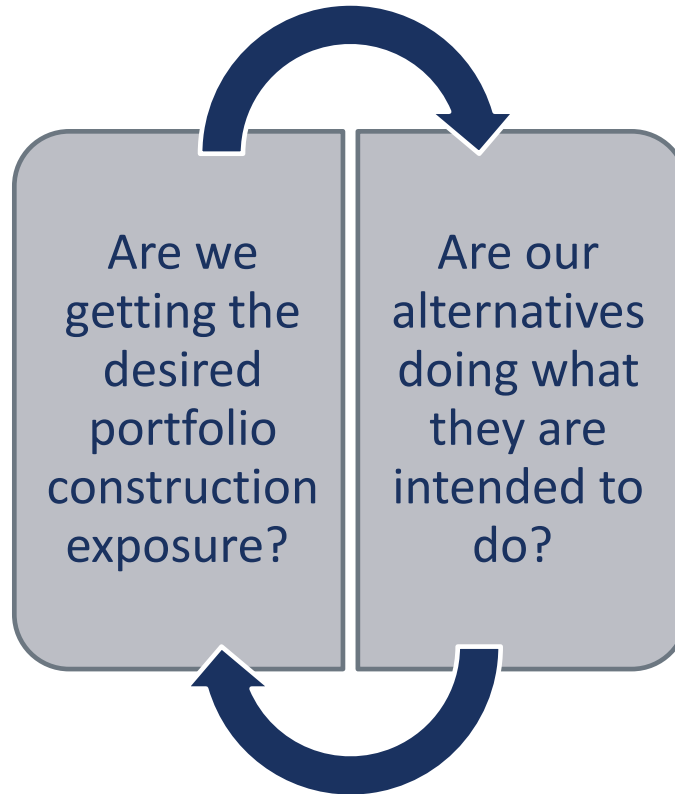 Are we
getting the
desired
portfolio
construction
exposure?
Are our
alternatives
doing what
they are
intended to
do?